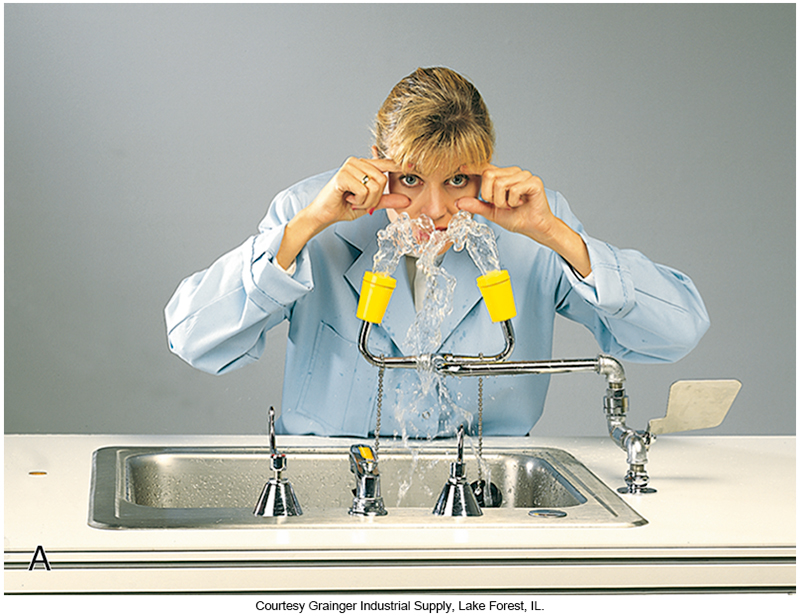 A
Courtesy Grainger Industrial Supply, Lake Forest, IL.